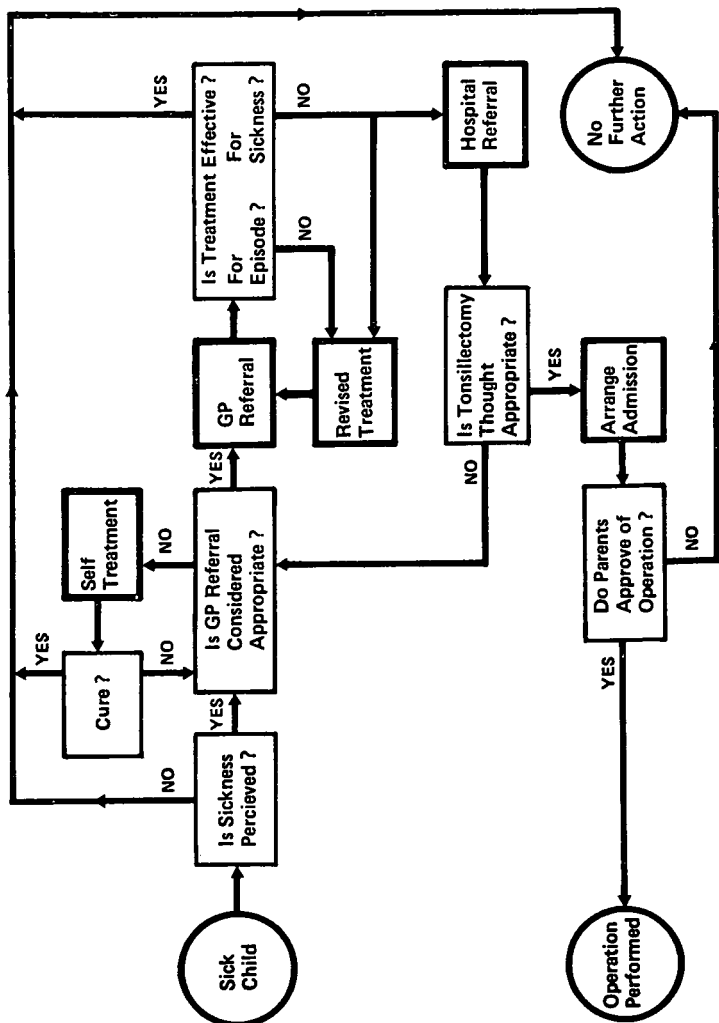 Sick
Child
Is Sickness
Percieved ?
NO
YES
Cure ?
YES
NO
Self
Treatment
Is GP Referral
Considered
Appropriate ?
NO
YES
GP
Referral
Revised
Treatment
Is Treatment Effective ?
For For
Episode ? Sickness ?
YES
NO
NO
Hospital
Referral
Is Tonsillectomy
Thought
Appropriate ?
NO
YES
Arrange
Admission
Do Parents
Approve of
Operation ?
YES
NO
Operation
Performed
No
Further
Action